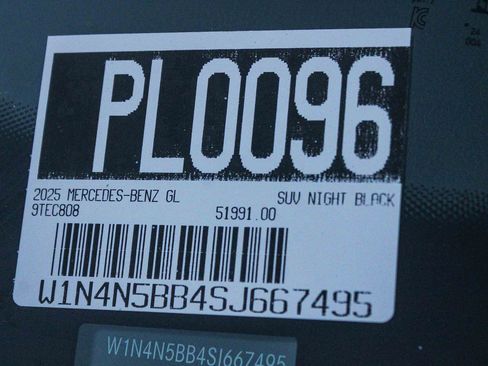 PL0096
2025 MERCEDES-BENZ GL SUV NIGHT BLACK
9TEC808 51991.00
W1N4N5BB4SJ667495
W1N4N5BB4SJ667495